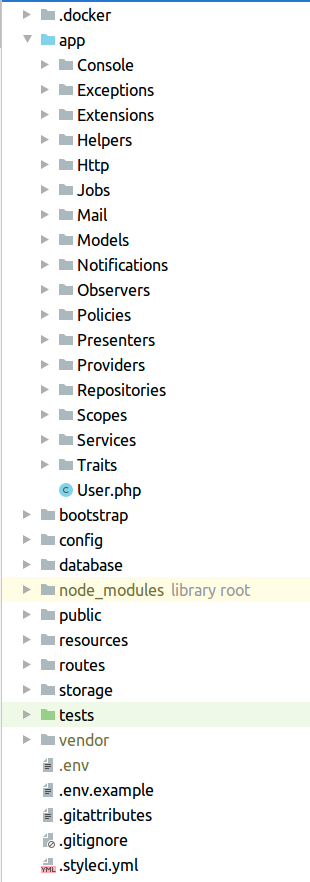 .docker
app
Console
Exceptions
Extensions
Helpers
Http
Jobs
Mail
Models
Notifications
Observers
Policies
Presenters
Providers
Repositories
Scopes
Services
Traits
C User.php
bootstrap
config
database
node_modules library root
public
resources
routes
storage
tests
vendor
.env
.env.example
.gitattributes
.gitignore
YML .styleci.yml